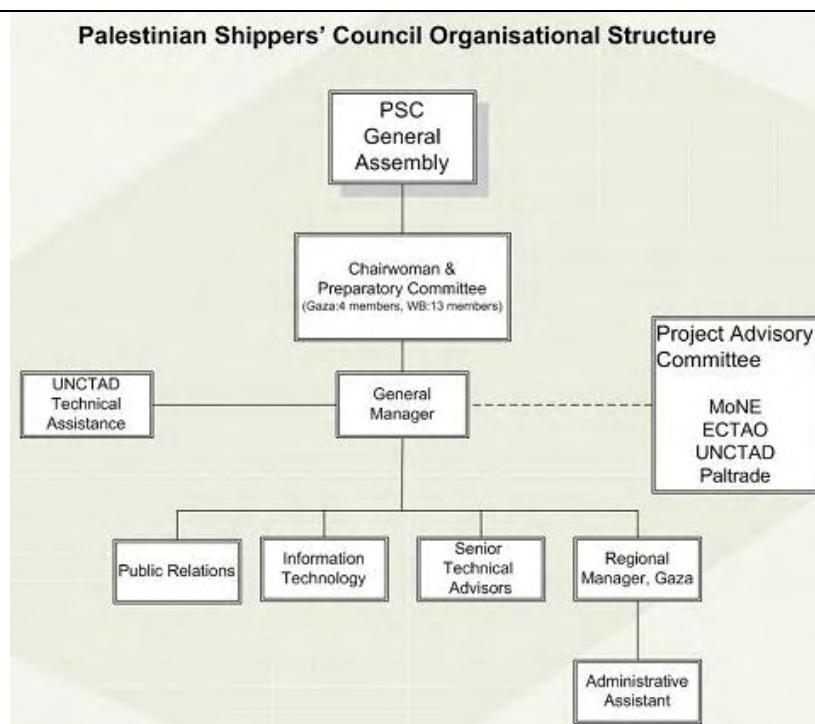 Palestinian Shippers' Council Organisational Structure
PSC
General
Assembly
Chairwoman &
Preparatory Committee
(Gaza:4 members, WB:13 members)
UNCTAD
Technical
Assistance
General
Manager
Project Advisory
Committee
MoNE
ECTAO
UNCTAD
Paltrade
Public Relations
Information
Technology
Senior
Technical
Advisors
Regional
Manager, Gaza
Administrative
Assistant